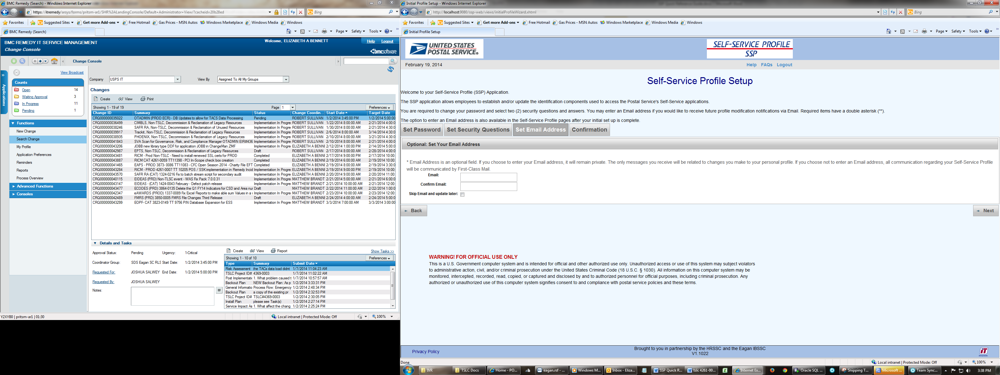 BMC Remedy (Search) - Windows Internet Explorer
https://itremedy/arsys/forms/pritsm-ar1/SHR%3ALandingConsole/Default+Administrator+View/?cacheid=20b28ed
Bing
Favorites
Suggested Sites
Get more Add-ons
Free Hotmail
Gas Prices - MSN Autos
Windows Marketplace
Windows Media
Windows
BMC Remedy (Search)
Page
Safety
Tools
BMC REMEDY IT SERVICE MANAGEMENT
Change Console
Welcome, ELIZABETH A BENNETT
Help
Logout
bmcsoftware
Change Console
Applications
View Broadcast
Counts
Open 14
Waiting Approval 3
In Progress 11
Pending 1
Functions
New Change
Search Change
My Profile
Application Preferences
Reminders
Reports
Process Overview
Advanced Functions
Consoles
Company USPS IT View By Assigned To All My Groups
Changes
Create View Print
Showing 1 - 19 of 19 Page 1 Preferences
Change ID Summary Status Change Coordin... Start Date Target Date
CRQ000000035022 OTADMIN (PROD ECR) - DB Updates to allow for TACS Data Processing Pending ROBERT SULLIVAN 1/2/2014 3:45:00 PM 1/2/2014 5:00:00
CRQ000000036499 CIMBLS, Non-TSLC, Decommission & Reclamation of Legacy Resources Implementation In Progre ROBERT SULLIVAN 1/22/2014 8:00:00 AM 2/21/2014 4:00:0
CRQ000000038246 SAFR RA, Non-TSLC, Decommission & Reclamation of Unused Resources Implementation In Progre ROBERT SULLIVAN 1/30/2014 8:00:00 AM 2/21/2014 4:30:0
CRQ000000039917 Trackit, Non-TSLC, Decommission & Reclamation of Legacy Resources Implementation In Progre ROBERT SULLIVAN 2/6/2014 8:00:00 AM 3/14/2014 4:30:0
CRQ000000038935 PHOENIX, Non-TSLC, Decommission & Reclamation of Legacy Resources Implementation In Progre ROBERT SULLIVAN 2/10/2014 8:00:00 AM 3/21/2014 4:30:0
CRQ000000041843 SVA Scan for Governance, Risk, and Compliance Manager OTADMIN EIR#436 Implementation In Progre ROBERT SULLIVAN 2/10/2014 8:00:00 AM 2/21/2014 4:00:0
CRQ000000043206 JOBB new library type DDF for application JOBB in ChangeMan ZMF Implementation In Progre ELIZABETH A BENNE 2/12/2014 1:00:00 PM 2/14/2014 5:00:0
CRQ000000042987 EPTS, Non-TSLC, Decommission & Reclamation of Legacy Resources Draft ROBERT SULLIVAN 2/17/2014 8:00:00 AM 2/28/2014 4:00:0
CRQ000000043481 RICM - Prod Non-TSLC - Need to install renewed SSL certs for PROD Completed ELIZABETH A BENNE 2/17/2014 9:00:00 PM 2/17/2014 10:00:
CRQ000000043887 RICM CAT 4261-0059 TT11398 - PCI In-Scope check box creation Completed ELIZABETH A BENNE 2/19/2014 6:00:00 AM 2/19/2014 10:00:
CRQ000000041465 EAPS - PROD 3873- 0086 TT11083 - CFC Open Season 2014 - Charity File EFT Completed ELIZABETH A BENNE 2/19/2014 8:00:00 AM 2/19/2014 3:30:0
CRQ000000043284 RICM - PROD 4261-0007 TT 10205 POS / SSK implementation in Remedy Incid Implementation In Progre ELIZABETH A BENNE 2/19/2014 9:00:00 PM 2/19/2014 10:00:
CRQ000000043570 SAFR RA (CAT) 1324-0216 Fix to batch stream script for secondary audit Implementation In Progre ELIZABETH A BENNE 2/20/2014 9:00:00 AM 2/20/2014 11:00:
CRQ000000040115 EIDEAS (PRD) Non-TLSC event - WAS Fix Pack 7.0.0.31 Implementation In Progre MATTHEW BRANDT 2/21/2014 5:00:00 AM 2/21/2014 6:00:0
CRQ000000043147 EIDEAS - (CAT) 1424-0043 February - Defect patch release Implementation In Progre MATTHEW BRANDT 2/21/2014 10:00:00 AM 2/21/2014 12:00:
CRQ000000043477 ECODES (PRD) 3864-0135 Delete the Q1 FY14 Indicators for CSD and Area nur Draft MATTHEW BRANDT 2/22/2014 11:00:00 AM 2/22/2014 1:00:0
CRQ000000042347 eAWARDS (PROD) 1337-0089 Fix Excel Reports to make able sum Values in a Implementation In Progre MATTHEW BRANDT 2/23/2014 10:00:00 AM 2/23/2014 12:00:
CRQ000000042489 FMRS (PRD) 3850-0005 FMRS File Changes Third Release Draft ELIZABETH A BENNE 2/24/2014 4:00:00 AM 2/24/2014 5:00:0
CRQ000000043299 EOPF- CAT 3823-0149 TT 9756 PIN Database Expansion for ESS Implementation In Progre MATTHEW BRANDT 3/3/2014 7:00:00 AM 3/3/2014 3:00:00
Details and Tasks
Approval Status: Pending Urgency: 1-Critical
Coordinator Group: SDS Eagan SC RLS Start Date: 1/2/2014 3:45:00 PM
Requested For: JOSHUA SALWEY End Date: 1/2/2014 5:00:00 PM
Requested By: JOSHUA SALWEY
Notes:
Create View Report Show Tasks >>
Showing 1 - 10 of 10 Preferences
Type Summary Submit Date
Risk Assessment the TACs data load didnt 1/7/2014 11:04:23 AM
TSLC Project ID# 4369-0003 1/7/2014 11:02:22 AM
Post Implementatic 1. What problem caused t 1/7/2014 10:57:57 AM
Backout Plan NEW Backout Plan: As p 1/2/2014 3:33:31 PM
General Informatio Process Flow: Emergency 1/2/2014 2:48:34 PM
Backout Plan a copy of the existing pr 1/2/2014 2:32:53 PM
TSLC Project ID# TSLC#4369-0003 1/2/2014 2:30:05 PM
Install Plan please see Task(s) 1/2/2014 2:27:14 PM
Service Impact As 1. What affect the chang 1/2/2014 2:25:24 PM
Y2XYB0 | pritsm-ar1 | 01:30
Local intranet | Protected Mode: Off
100%
Initial Profile Setup - Windows Internet Explorer
http://localhost:9080/ssp-web/views/initialProfileWizard.xhtml
Bing
Favorites
Suggested Sites
Get more Add-ons
Free Hotmail
Gas Prices - MSN Autos
Windows Marketplace
Windows Media
Windows
Initial Profile Setup
Page
Safety
Tools
UNITED STATES
POSTAL SERVICE®
SELF-SERVICE PROFILE
SSP
February 19, 2014
Help FAQs Logout
Self-Service Profile Setup
Welcome to your Self-Service Profile (SSP) Application.
The SSP application allows employees to establish and/or update the identification components used to access the Postal Service's Self-Service applications.
You are required to change your password and select two (2) security questions and answers. You may enter an Email address if you would like to receive future profile modification notifications via Email. Required items have a double asterisk (**).
The option to enter an Email address is also available in the Self-Service Profile pages after your initial set up is complete.
Set Password Set Security Questions Set Email Address Confirmation
Optional: Set Your Email Address
* Email Address is an optional field. If you choose to enter your Email address, it will remain private. The only messages you receive will be related to changes you make to your personal profile. If you choose not to enter an Email address, all communication regarding your Self-Service Profile
will be communicated by First-Class Mail.
Email:
Confirm Email:
Skip Email and update later:
Back
Next
WARNING! FOR OFFICIAL USE ONLY
This is a U.S. Government computer system and is intended for official and other authorized use only. Unauthorized access or use of this system may subject violators
to administrative action, civil, and/or criminal prosecution under the United States Criminal Code (18 U.S.C. § 1030). All information on this computer system may be
monitored, intercepted, recorded, read, copied, or captured and disclosed by and to authorized personnel for official purposes, including criminal prosecution. Any
authorized or unauthorized use of this computer system signifies consent to and compliance with postal service policies and these terms.
Privacy Policy
Brought to you in partnership by the HRSSC and the Eagan IBSSC
V1.1022
IT
Done
Local intranet | Protected Mode: Off
100%
IVR
TSLC Docs
Home - PO...
eagan.rsf - ...
Windows M...
Inbox - Eliza...
SSP Quick R...
tslc 4261-00...
Internet Ex...
Oracle SQL ...
Snipping T...
Microsoft ...
Team Sync...
3:38 PM